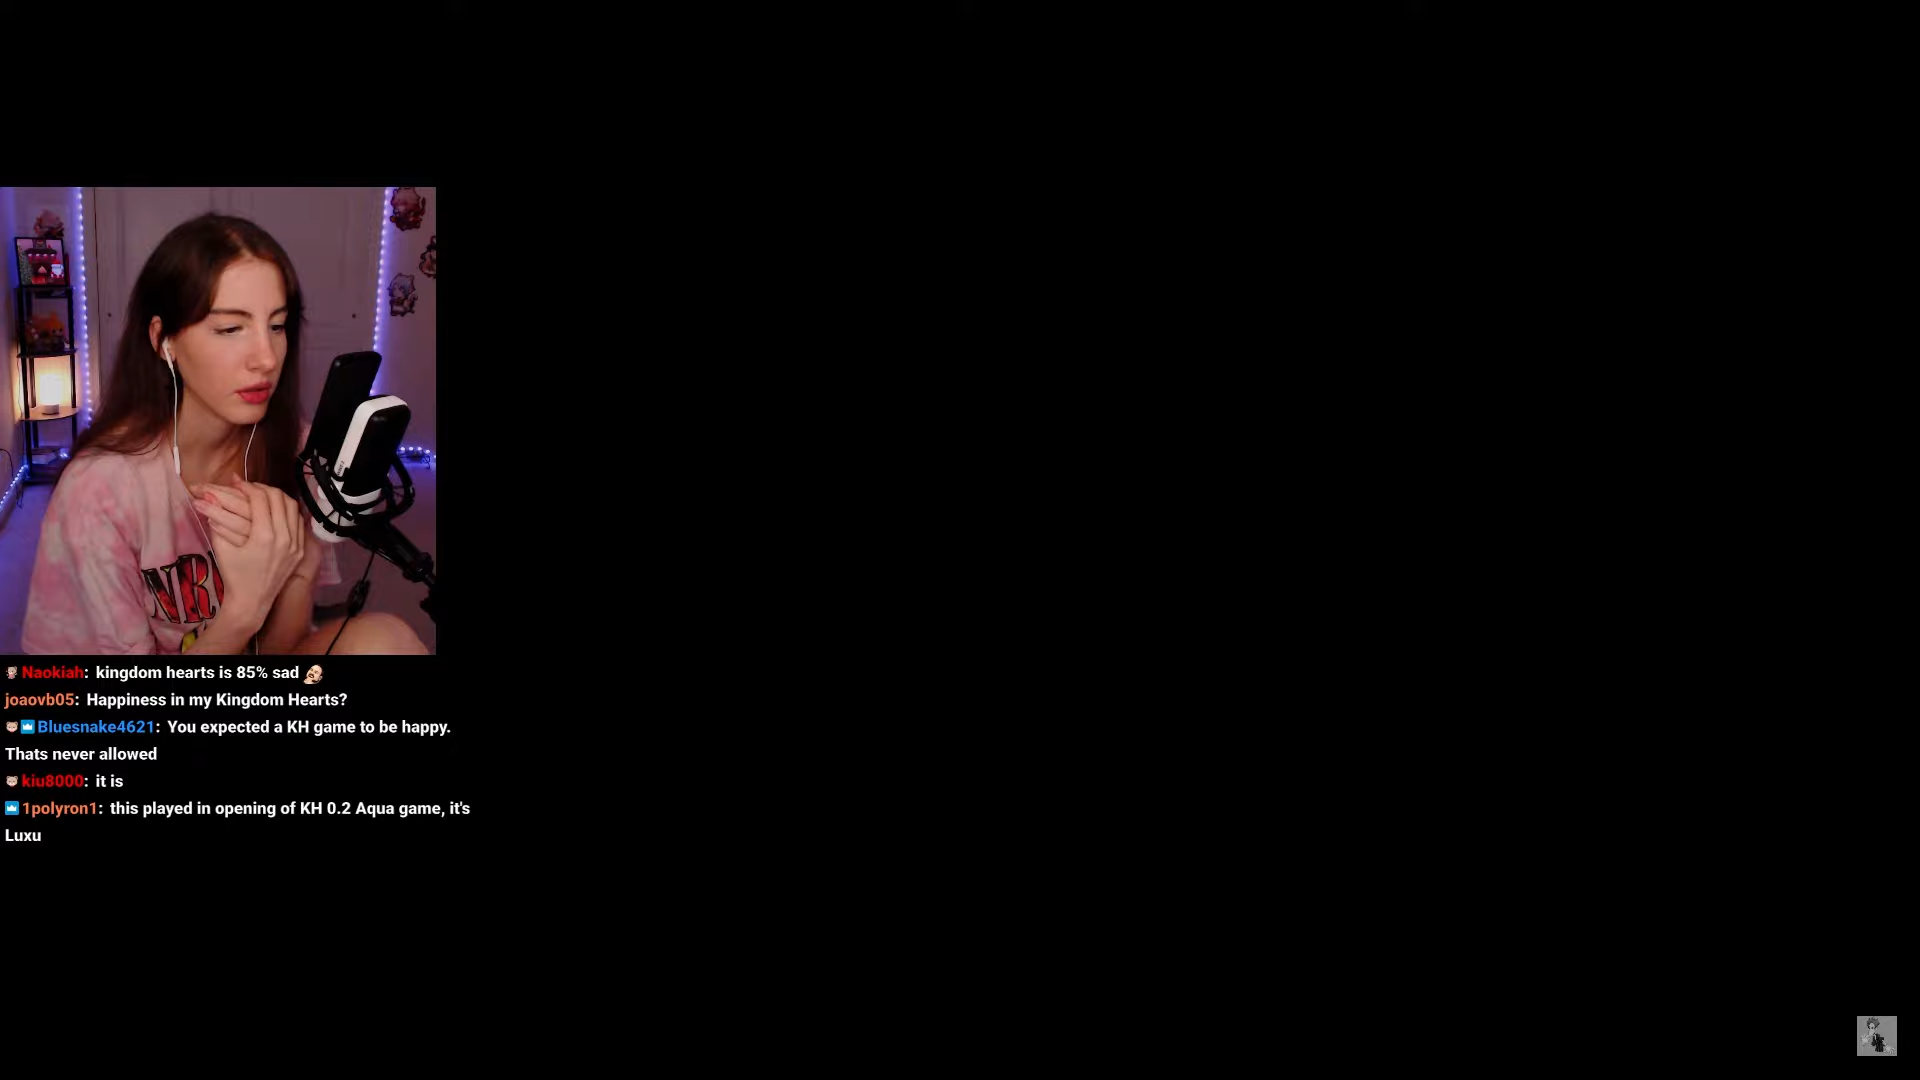 NR
Naokiah: kingdom hearts is 85% sad
joaovb05: Happiness in my Kingdom Hearts?
Bluesnake4621: You expected a KH game to be happy.
Thats never allowed
kiu8000: it is
1polyron1: this played in opening of KH 0.2 Aqua game, it's
Luxu